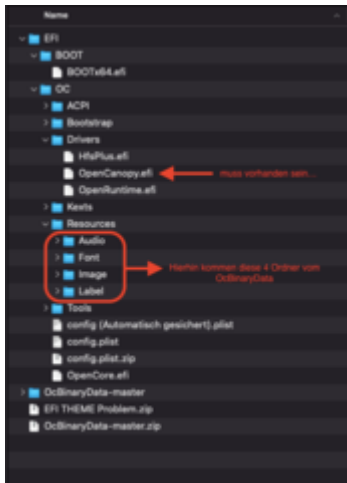 Name
EFI
BOOT
BOOTx64.efi
OC
ACPI
Bootstrap
Drivers
HfsPlus.efi
OpenCanopy.efi muss vorhanden sein...
OpenRuntime.efi
Kexts
Resources
Audio
Font
Image
Label
Hierhin kommen diese 4 Ordner vom
OcBinaryData
Tools
config (Automatisch gesichert).plist
config.plist
config.plist.zip
OpenCore.efi
OcBinaryData-master
EFI THEME Problem.zip
OcBinaryData-master.zip